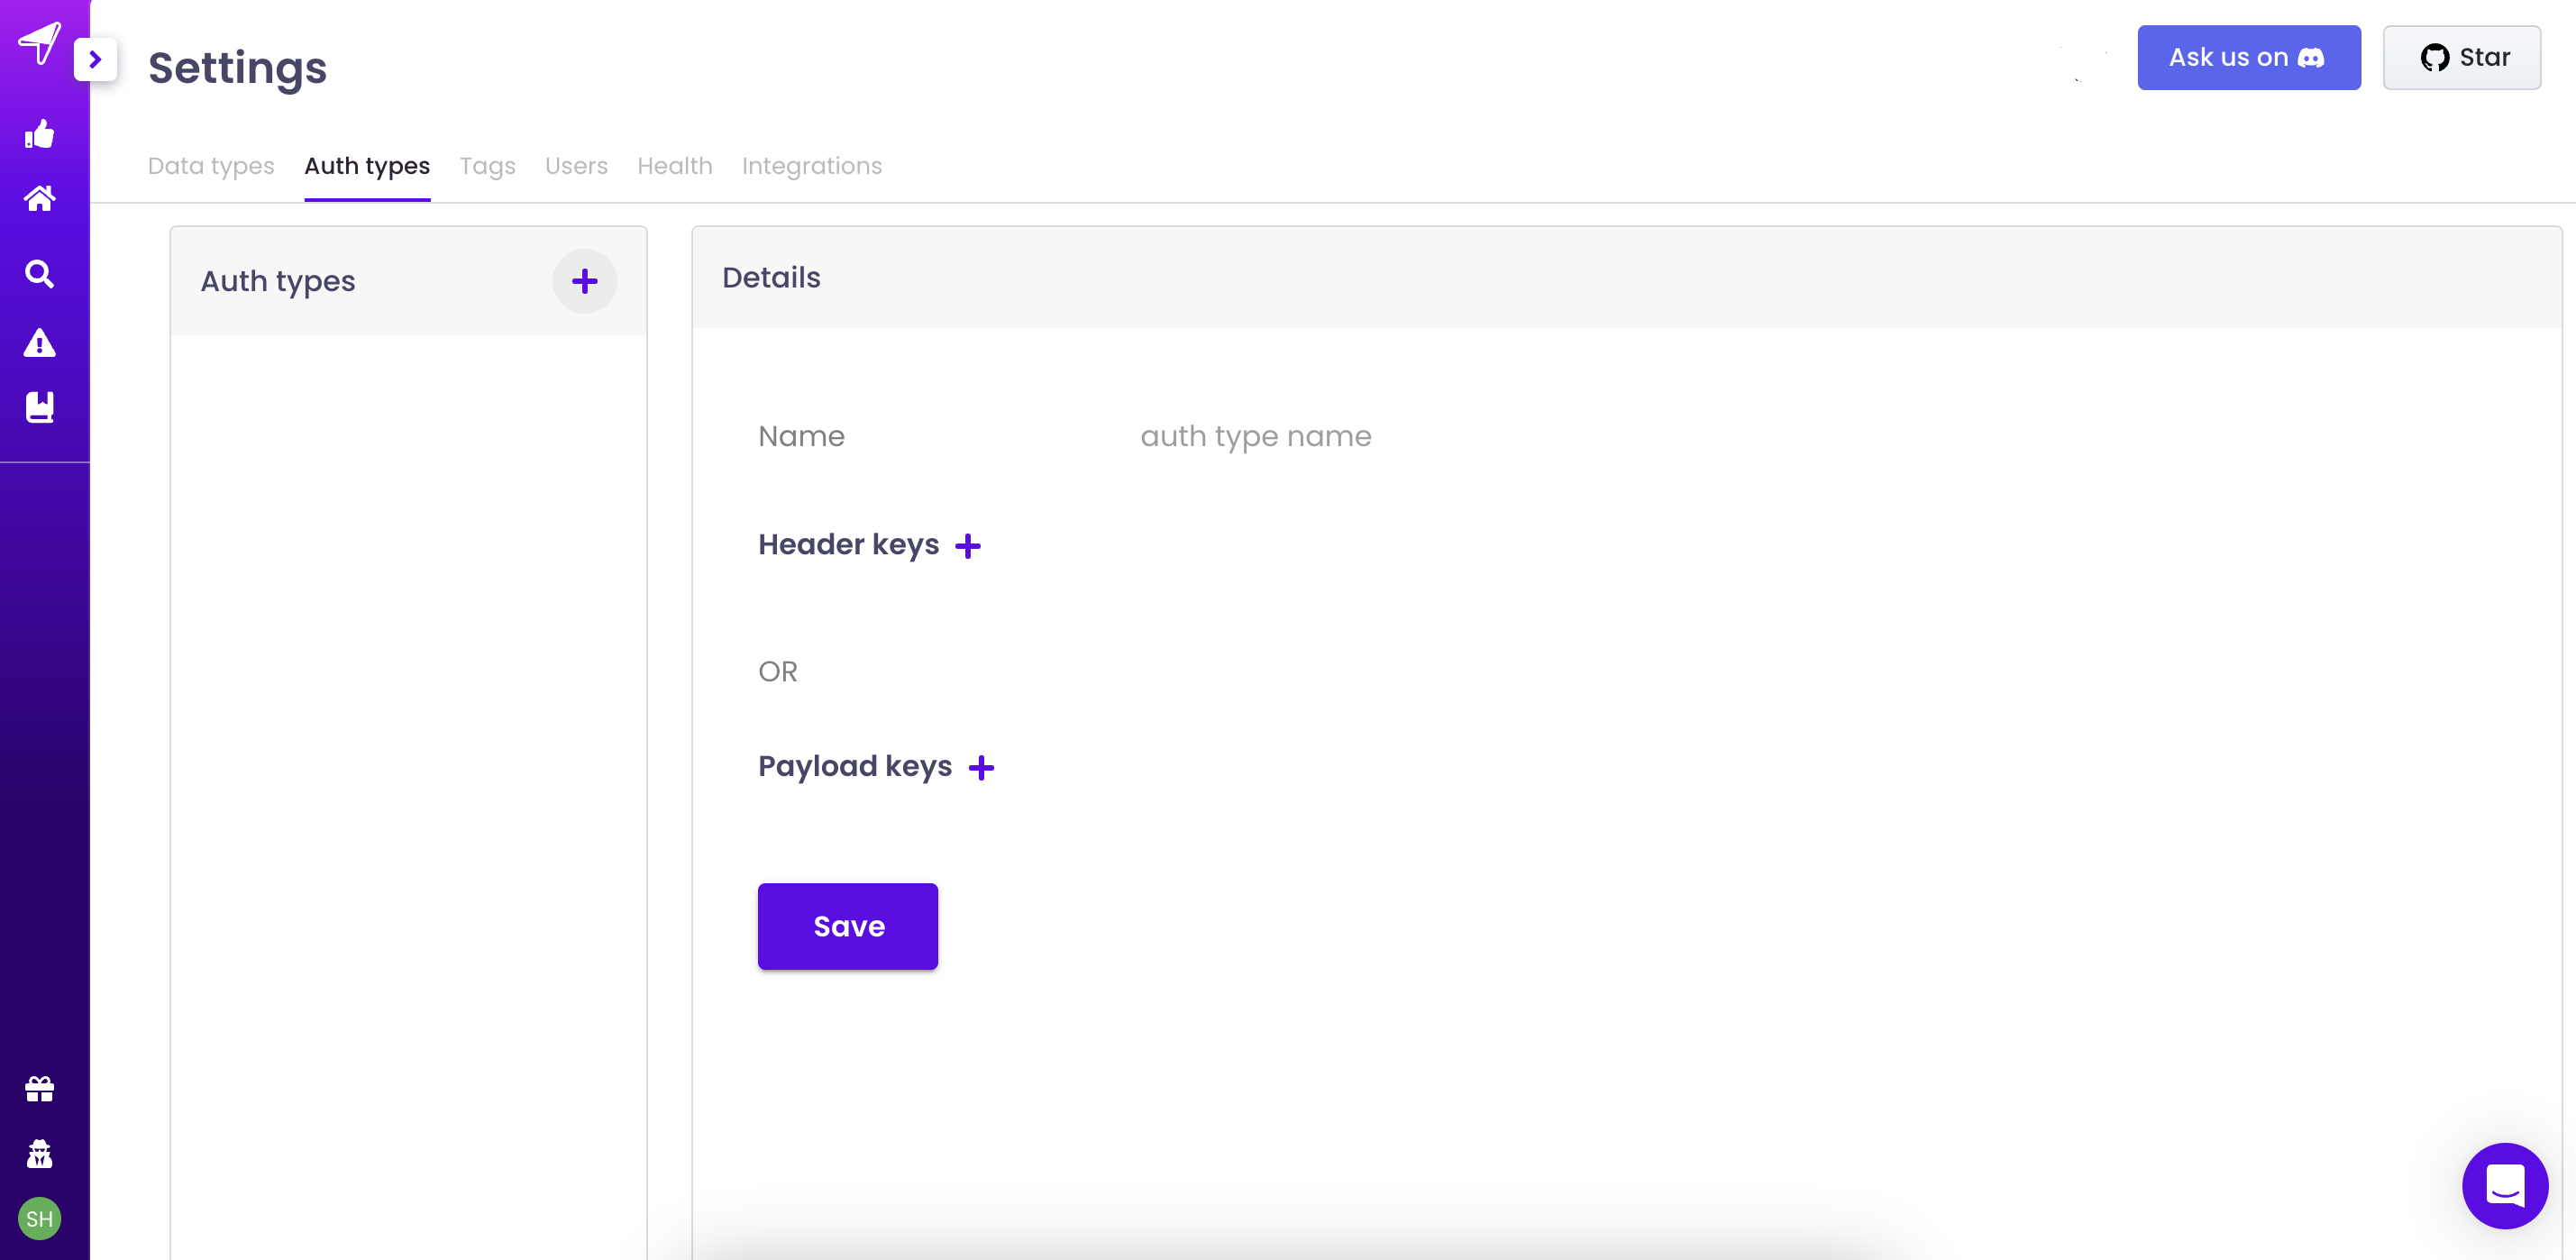 Settings
Ask us on
Star
Data types Auth types Tags Users Health Integrations
Auth types
Details
Name auth type name
Header keys
OR
Payload keys
Save
SH